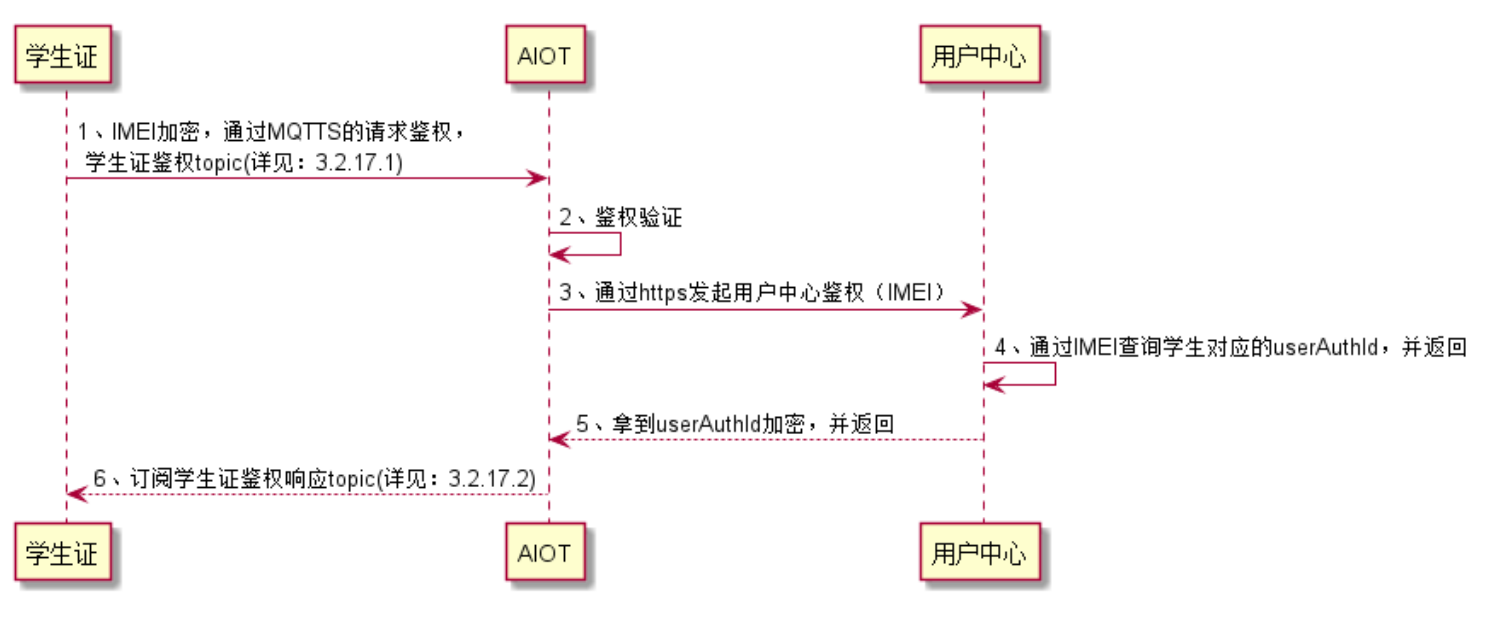 学生证
AIOT
用户中心
1、IMEI加密，通过MQTTS的请求鉴权，
学生证鉴权topic(详见：3.2.17.1)
2、鉴权验证
3、通过https发起用户中心鉴权（IMEI）
4、通过IMEI查询学生对应的userAuthId，并返回
5、拿到userAuthId加密，并返回
6、订阅学生证鉴权响应topic(详见：3.2.17.2)
学生证
AIOT
用户中心